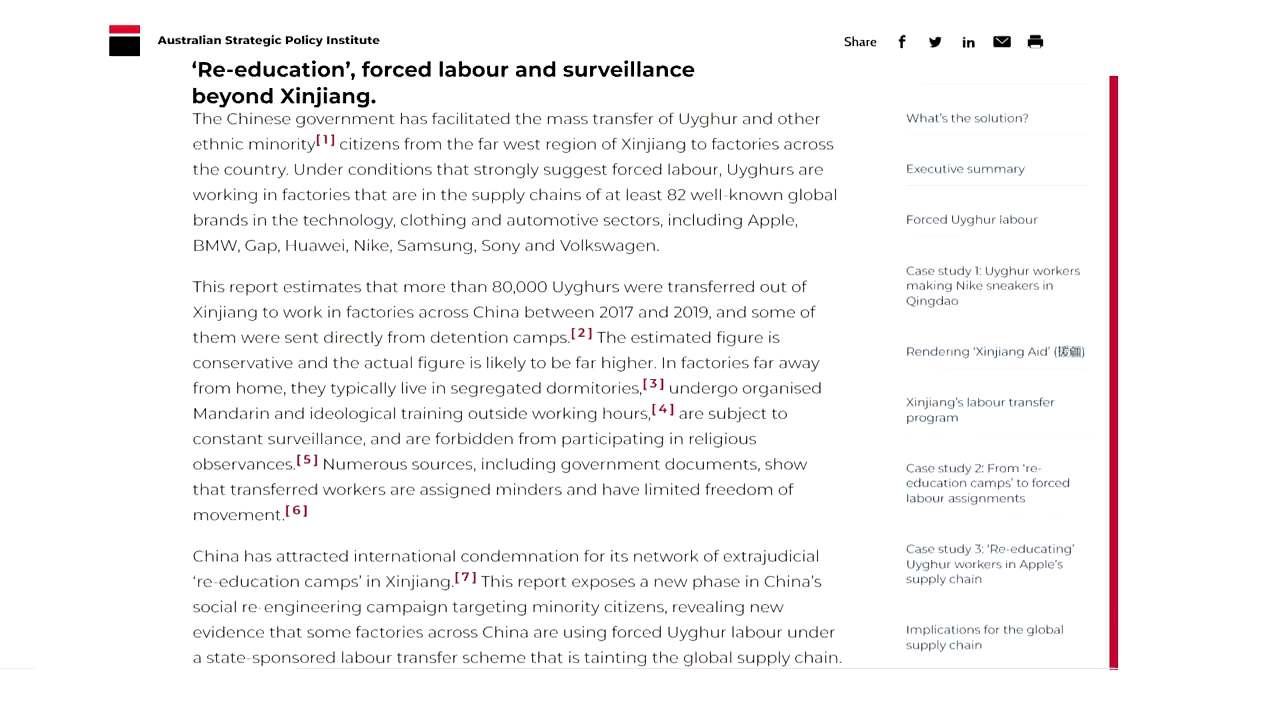 Australian Strategic Policy Institute
Share
‘Re-education’, forced labour and surveillance
beyond Xinjiang.
The Chinese government has facilitated the mass transfer of Uyghur and other
ethnic minority[1] citizens from the far west region of Xinjiang to factories across
the country. Under conditions that strongly suggest forced labour, Uyghurs are
working in factories that are in the supply chains of at least 82 well-known global
brands in the technology, clothing and automotive sectors, including Apple,
BMW, Gap, Huawei, Nike, Samsung, Sony and Volkswagen.
This report estimates that more than 80,000 Uyghurs were transferred out of
Xinjiang to work in factories across China between 2017 and 2019, and some of
them were sent directly from detention camps.[2] The estimated figure is
conservative and the actual figure is likely to be far higher. In factories far away
from home, they typically live in segregated dormitories,[3] undergo organised
Mandarin and ideological training outside working hours,[4] are subject to
constant surveillance, and are forbidden from participating in religious
observances.[5] Numerous sources, including government documents, show
that transferred workers are assigned minders and have limited freedom of
movement.[6]
China has attracted international condemnation for its network of extrajudicial
‘re-education camps’ in Xinjiang.[7] This report exposes a new phase in China’s
social re-engineering campaign targeting minority citizens, revealing new
evidence that some factories across China are using forced Uyghur labour under
a state-sponsored labour transfer scheme that is tainting the global supply chain.
What’s the solution?
Executive summary
Forced Uyghur labour
Case study 1: Uyghur workers
making Nike sneakers in
Qingdao
Rendering ‘Xinjiang Aid’ (援疆)
Xinjiang’s labour transfer
program
Case study 2: From ‘re-
education camps’ to forced
labour assignments
Case study 3: ‘Re-educating’
Uyghur workers in Apple’s
supply chain
Implications for the global
supply chain